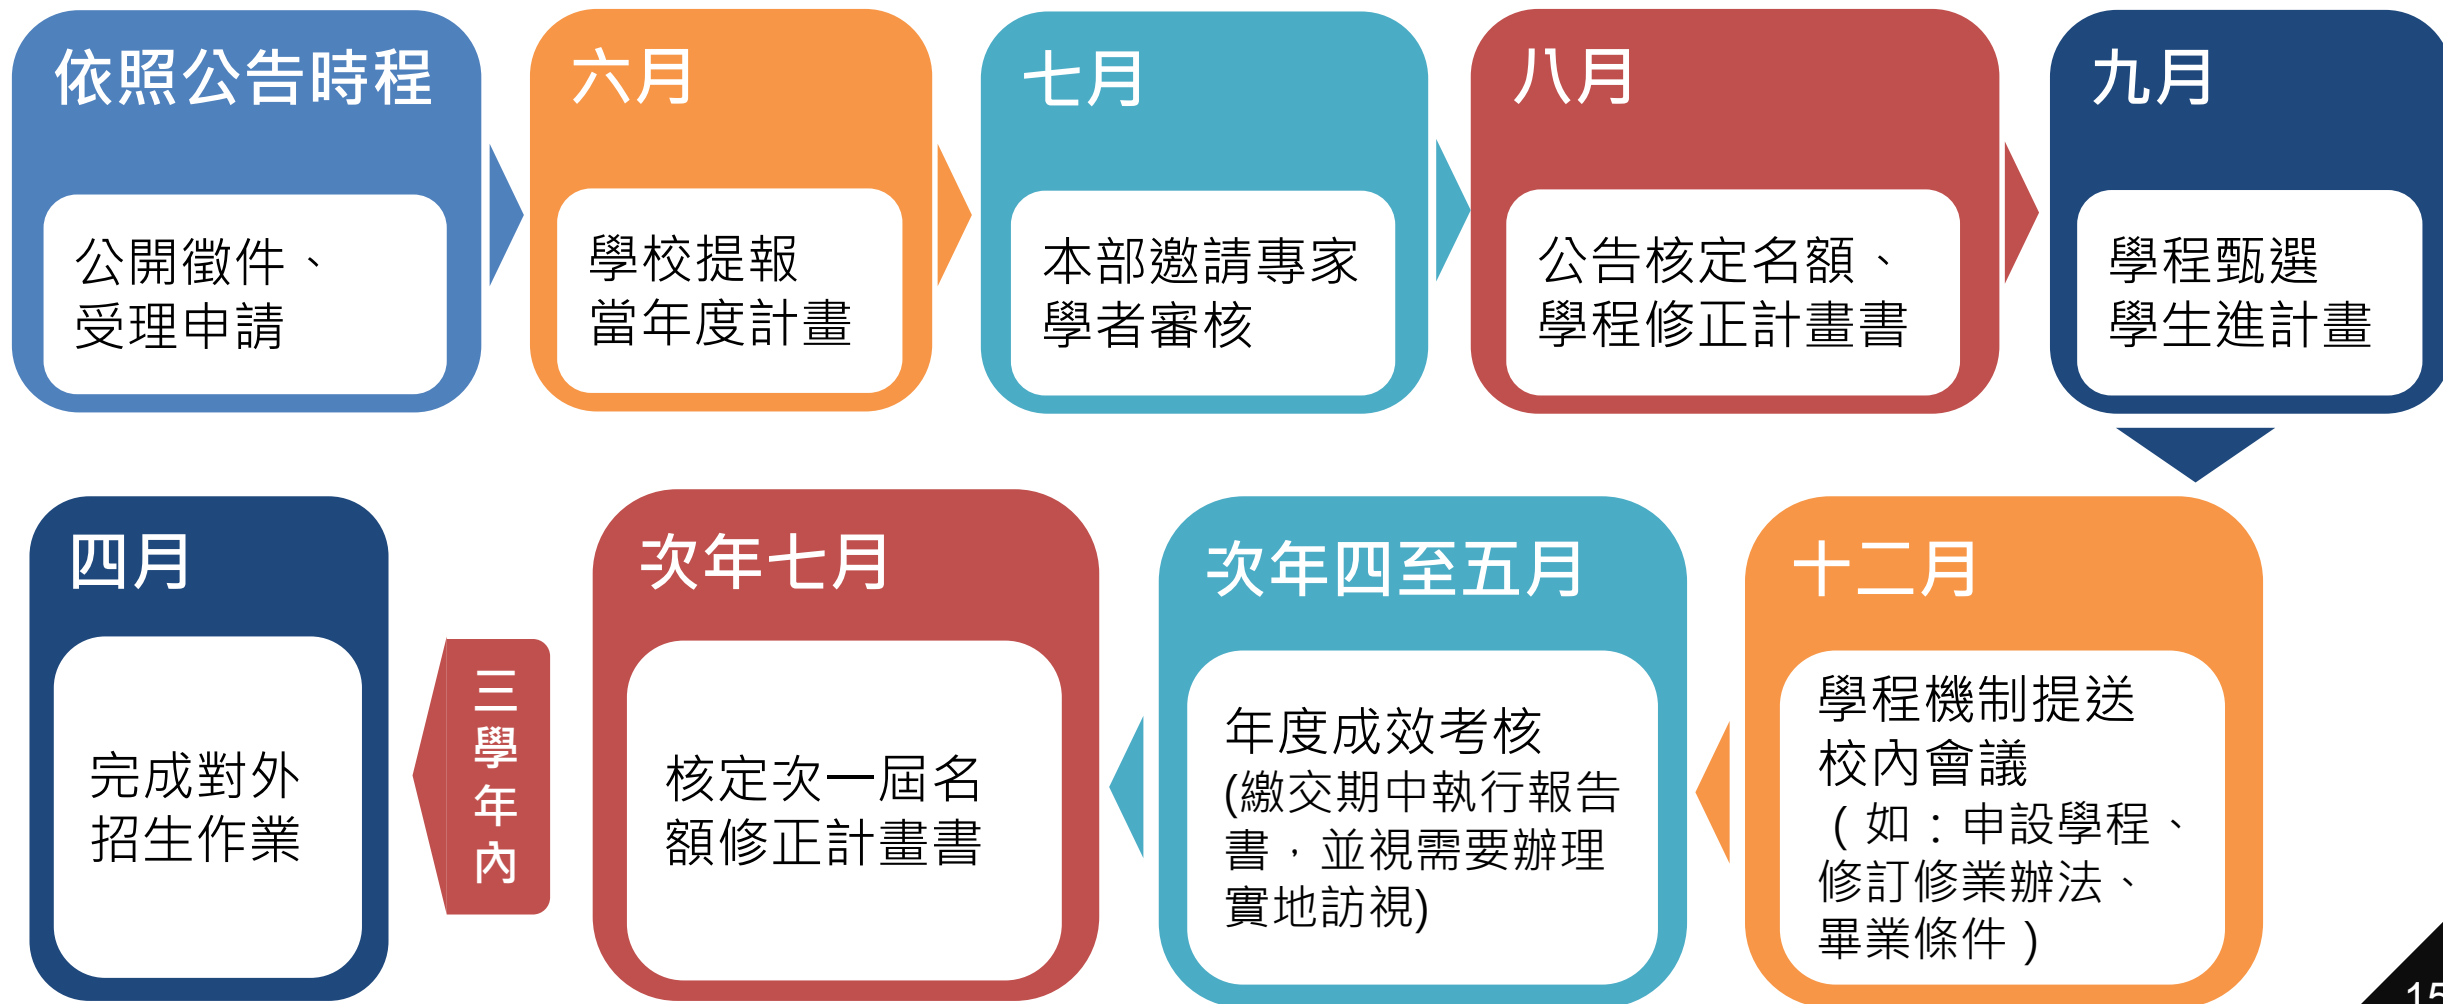 依照公告時程
公開徵件、
受理申請
六月
學校提報
當年度計畫
七月
本部邀請專家
學者審核
八月
公告核定名額、
學程修正計畫書
九月
學程甄選
學生進計畫
十二月
學程機制提送
校內會議
（如：申設學程、
修訂修業辦法、
畢業條件）
次年四至五月
年度成效考核
(繳交期中執行報告
書，並視需要辦理
實地訪視)
次年七月
核定次一屆名
額修正計畫書
三
學
年
內
四月
完成對外
招生作業
15